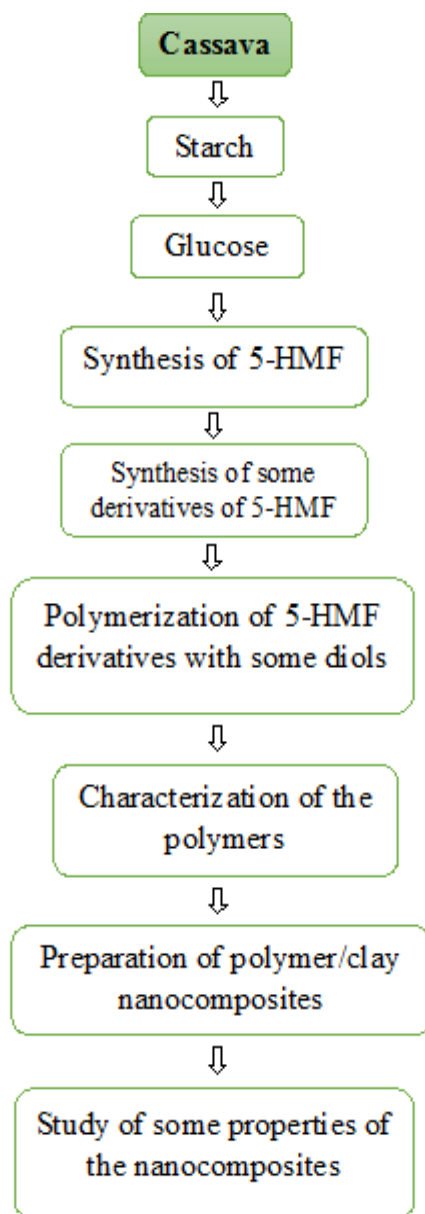 Cassava
Starch
Glucose
Synthesis of 5-HMF
Synthesis of some
derivatives of 5-HMF
Polymerization of 5-HMF
derivatives with some diols
Characterization of the
polymers
Preparation of polymer/clay
nanocomposites
Study of some properties of
the nanocomposites